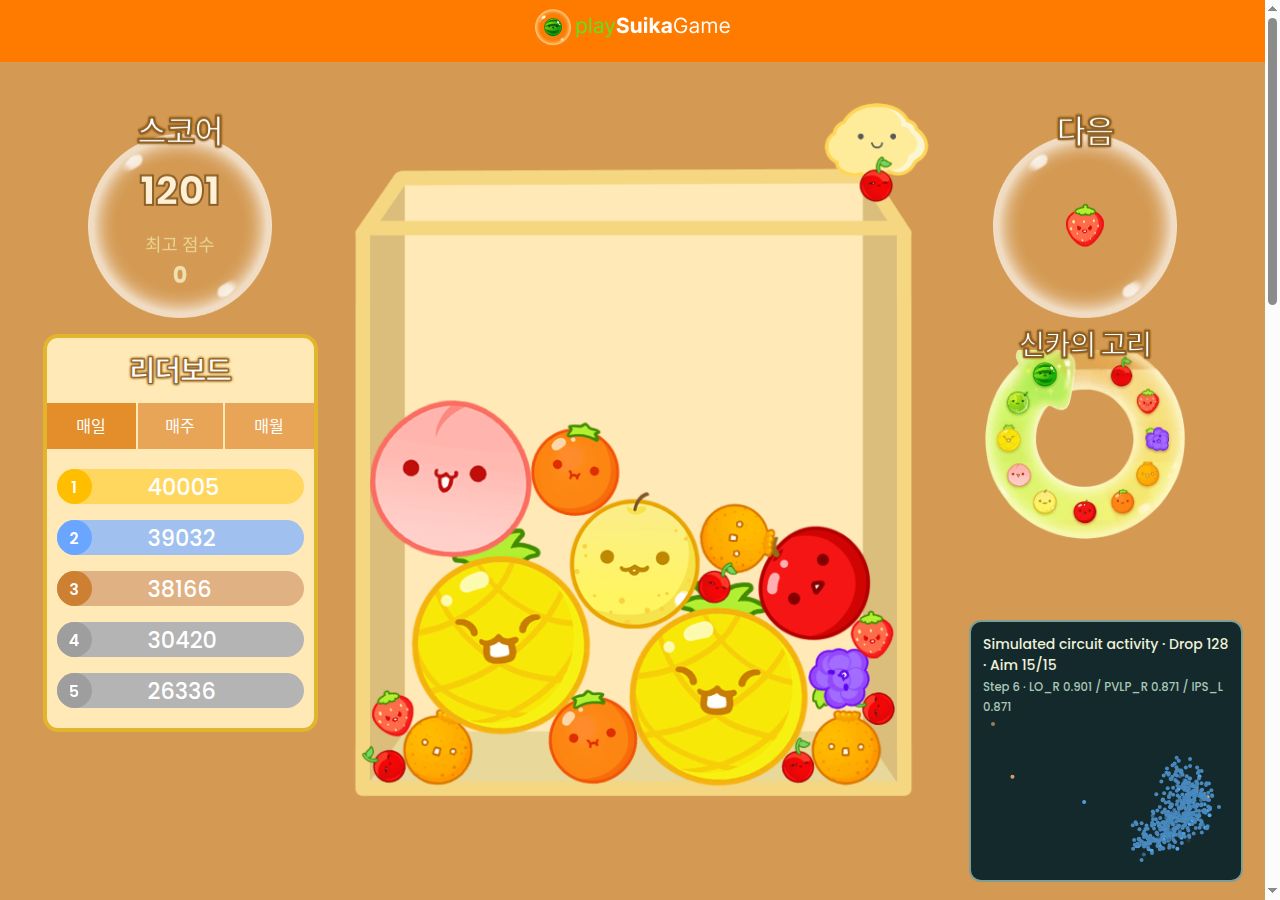 playSuikaGame
스코어
1201
최고 점수
0
다음
신카의 고리
리더보드
매일 매주 매월
1 40005
2 39032
3 38166
4 30420
5 26336
Simulated circuit activity · Drop 128
· Aim 15/15
Step 6 · LO_R 0.901 / PVLP_R 0.871 / IPS_L
0.871